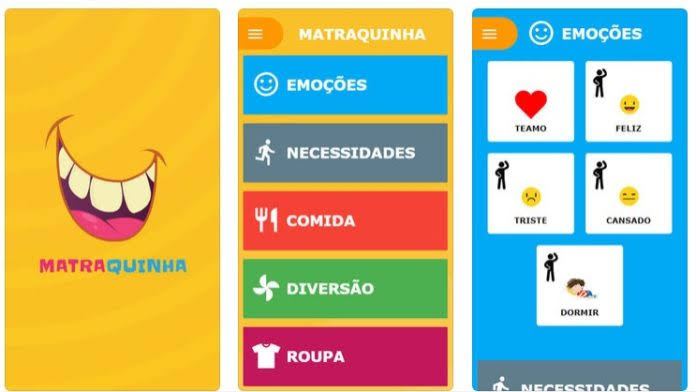 MATRAQUINHA
MATRAQUINHA
EMOÇÕES
NECESSIDADES
COMIDA
DIVERSÃO
ROUPA
EMOÇÕES
TEAMO
FELIZ
TRISTE
CANSADO
DORMIR
NECESSIDADES